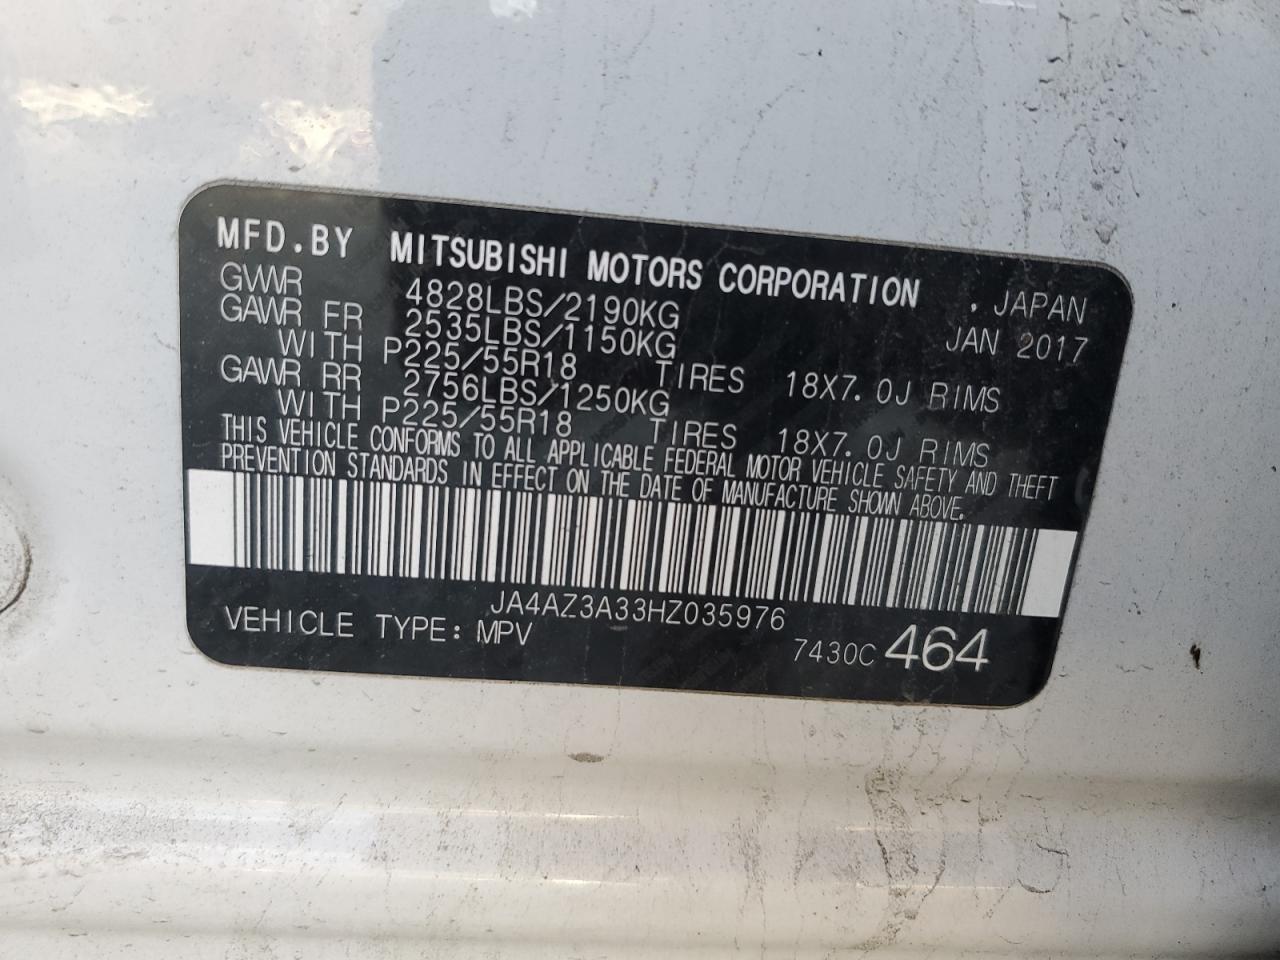 MFD.BY MITSUBISHI MOTORS CORPORATION . JAPAN
GVWR 4828LBS/2190KG JAN 2017
GAWR FR 2535LBS/1150KG
WITH P225/55R18 TIRES 18X7.0J RIMS
GAWR RR 2756LBS/1250KG
WITH P225/55R18 TIRES 18X7.0J RIMS
THIS VEHICLE CONFORMS TO ALL APPLICABLE FEDERAL MOTOR VEHICLE SAFETY AND THEFT
PREVENTION STANDARDS IN EFFECT ON THE DATE OF MANUFACTURE SHOWN ABOVE.
JA4AZ3A33HZ035976
VEHICLE TYPE: MPV 7430C 464